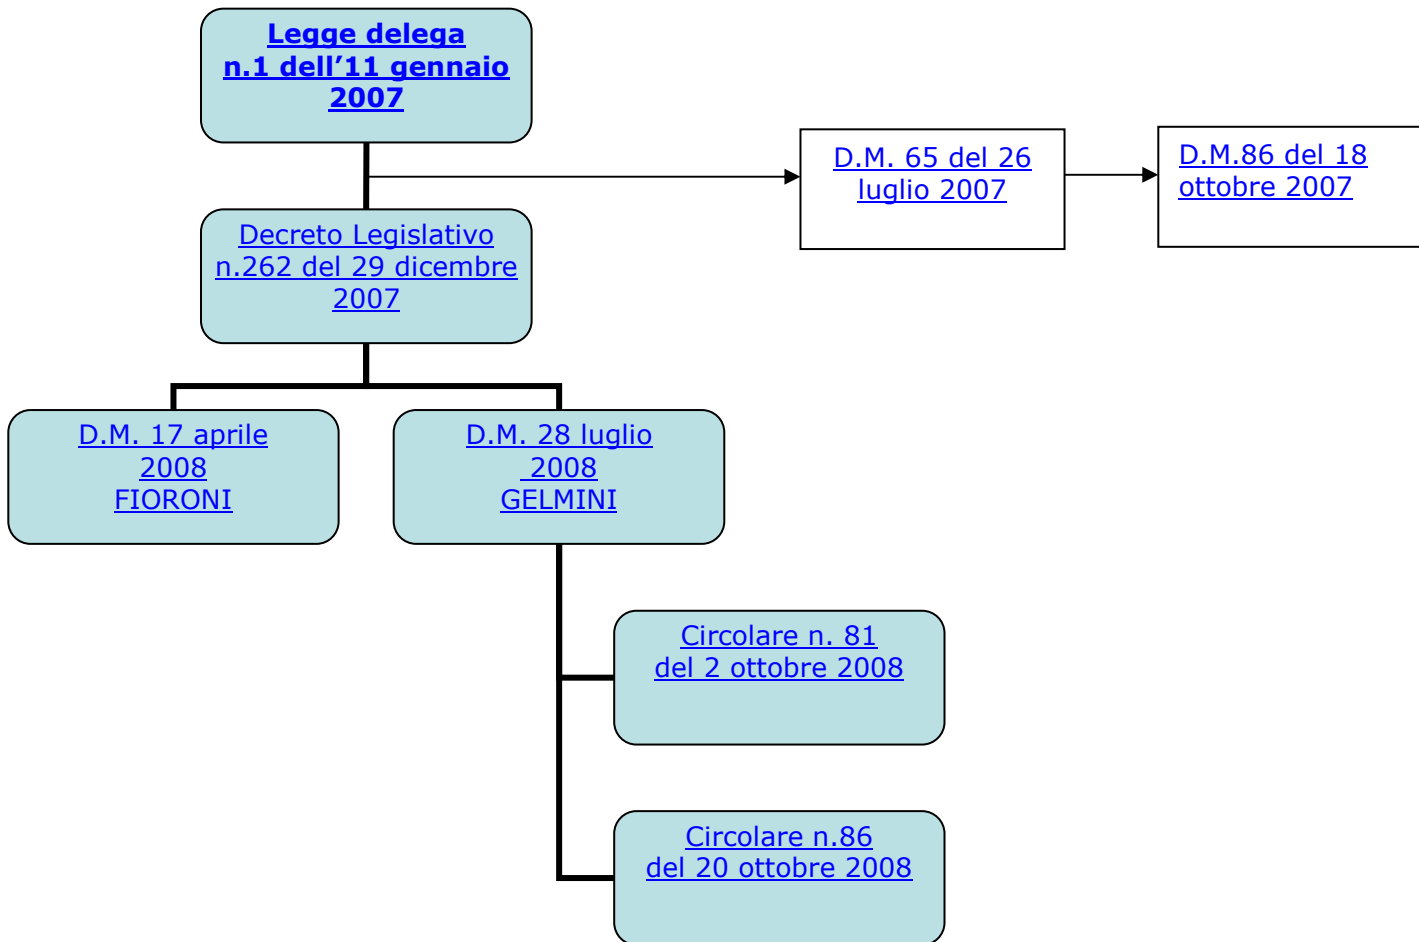 Legge delega
n.1 dell’11 gennaio
2007
D.M. 65 del 26
luglio 2007
D.M.86 del 18
ottobre 2007
Decreto Legislativo
n.262 del 29 dicembre
2007
D.M. 17 aprile
2008
FIORONI
D.M. 28 luglio
2008
GELMINI
Circolare n. 81
del 2 ottobre 2008
Circolare n.86
del 20 ottobre 2008